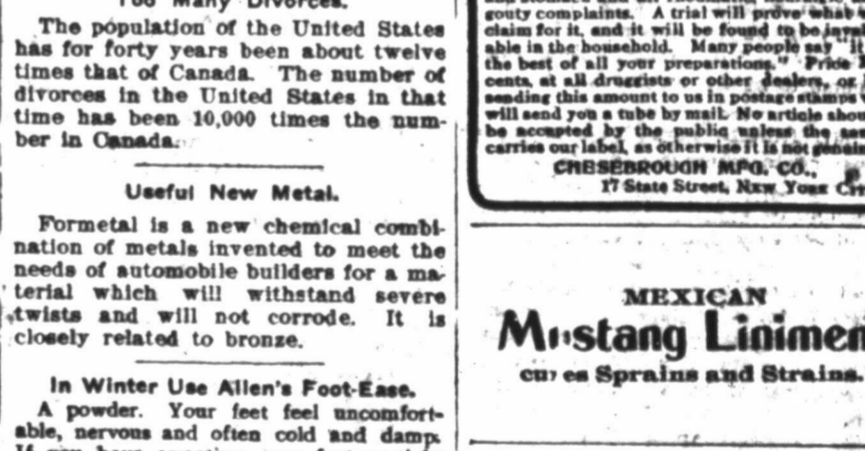 Too Many Divorces.
The population of the United States
has for forty years been about twelve
times that of Canada. The number of
divorces in the United States in that
time has been 10,000 times the num-
ber in Canada.
Useful New Metal.
Formetal is a new chemical combi-
nation of metals invented to meet the
needs of automobile builders for a ma-
terial which will withstand severe
twists and will not corrode. It is
closely related to bronze.
In Winter Use Allen's Foot-Ease.
A powder. Your feet feel uncomfort-
able, nervous and often cold and damp.
gouty complaints. A trial will prove what
claim for it, and it will be found to be
able in the household. Many people say
the best of all your preparations." Price
cents, at all druggists or other dealers, or
sending this amount to us in postage stamps
will send you a tube by mail. No article
be accepted by the public unless the
carries our label, as otherwise it is not
CHESEBROUGH MFG. CO.,
17 State Street, NEW YORK
MEXICAN
Mustang Linimen
cures Sprains and Strains.